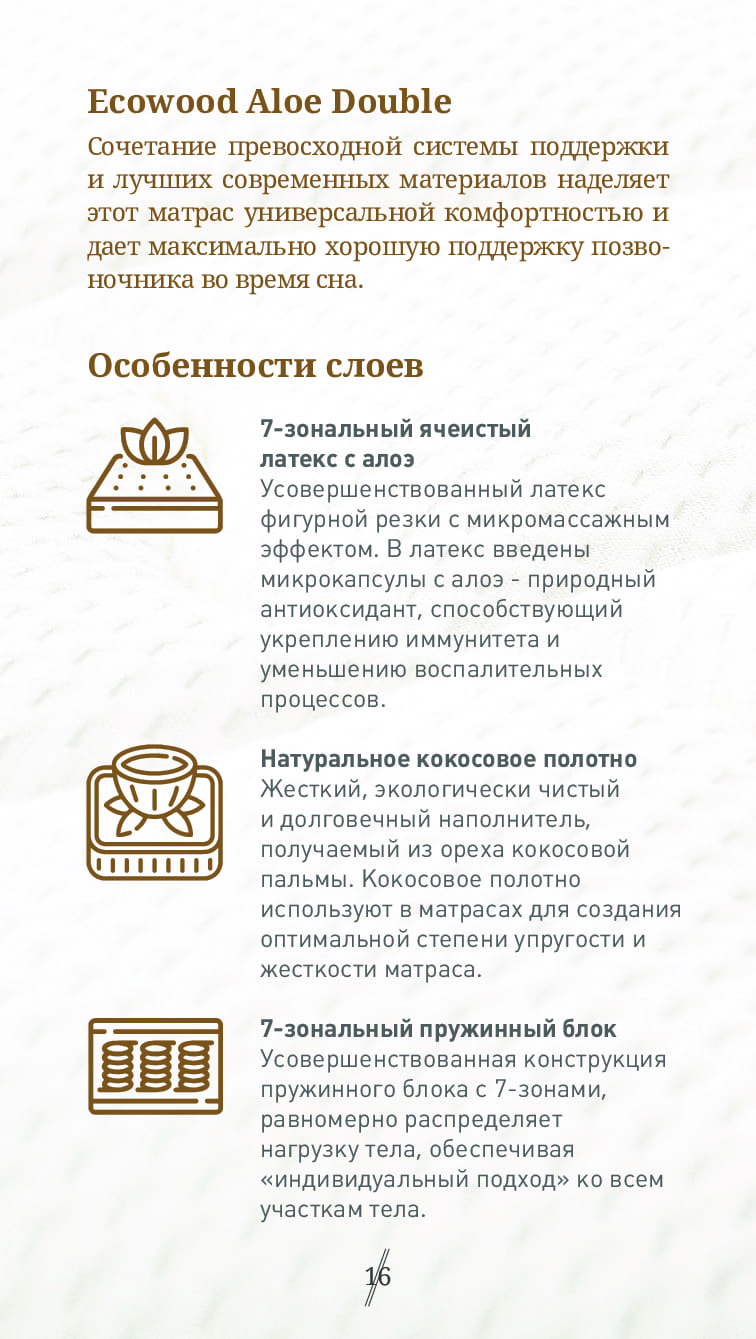 Ecowood Aloe Double
Сочетание превосходной системы поддержки
и лучших современных материалов наделяет
этот матрас универсальной комфортностью и
дает максимально хорошую поддержку позво-
ночника во время сна.
Особенности слоев
7-зональный ячеистый
латекс с алоэ
Усовершенствованный латекс
фигурной резки с микромассажным
эффектом. В латекс введены
микрокапсулы с алоэ - природный
антиоксидант, способствующий
укреплению иммунитета и
уменьшению воспалительных
процессов.
Натуральное кокосовое полотно
Жесткий, экологически чистый
и долговечный наполнитель,
получаемый из ореха кокосовой
пальмы. Кокосовое полотно
используют в матрасах для создания
оптимальной степени упругости и
жесткости матраса.
7-зональный пружинный блок
Усовершенствованная конструкция
пружинного блока с 7-зонами,
равномерно распределяет
нагрузку тела, обеспечивая
«индивидуальный подход» ко всем
участкам тела.
16